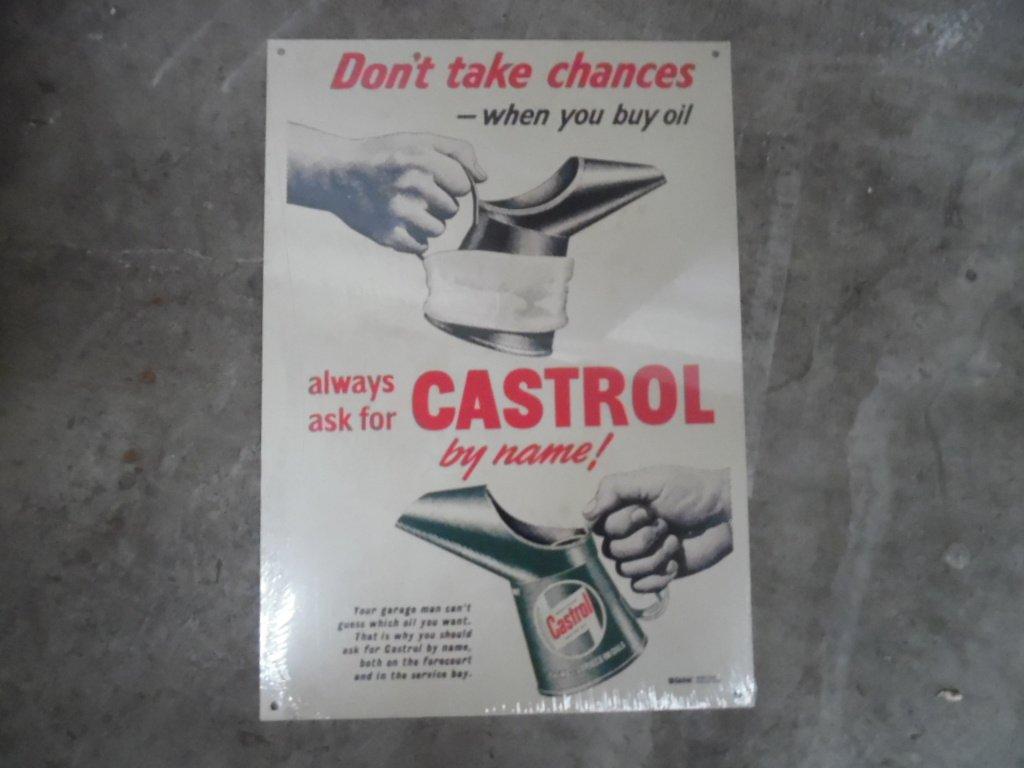 Don't take chances
— when you buy oil
always
ask for
CASTROL
by name!
Castrol
Your garage man can't
guess which oil you want.
That is why you should
ask for Castrol by name,
both on the forecourt
and in the service bay.